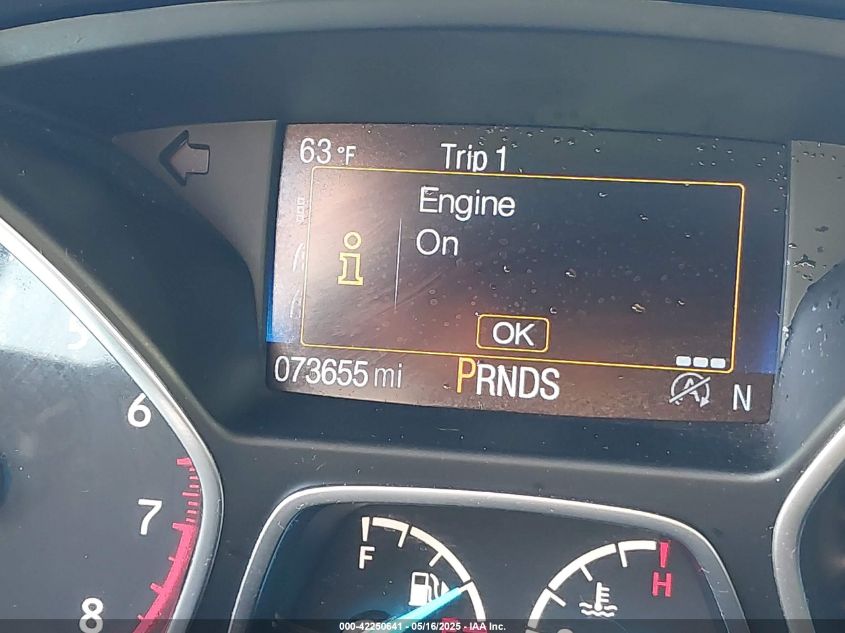 63 °F Trip 1
Engine
On
i
OK
073655 mi PRNDS A N
5
6
7
8
F
H
000-42250641 - 05/16/2025 - IAA Inc.